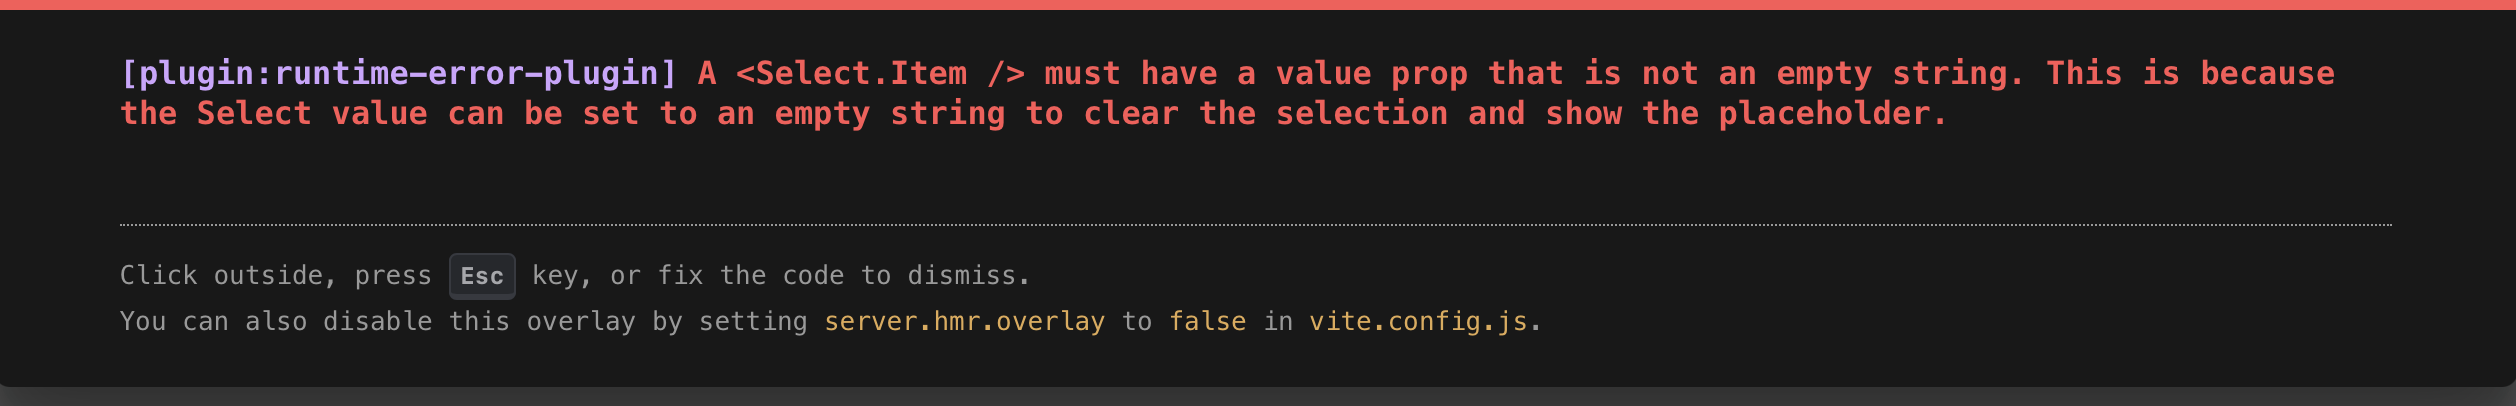 [plugin:runtime-error-plugin] A <Select.Item /> must have a value prop that is not an empty string. This is because
the Select value can be set to an empty string to clear the selection and show the placeholder.
Click outside, press Esc key, or fix the code to dismiss.
You can also disable this overlay by setting server.hmr.overlay to false in vite.config.js.